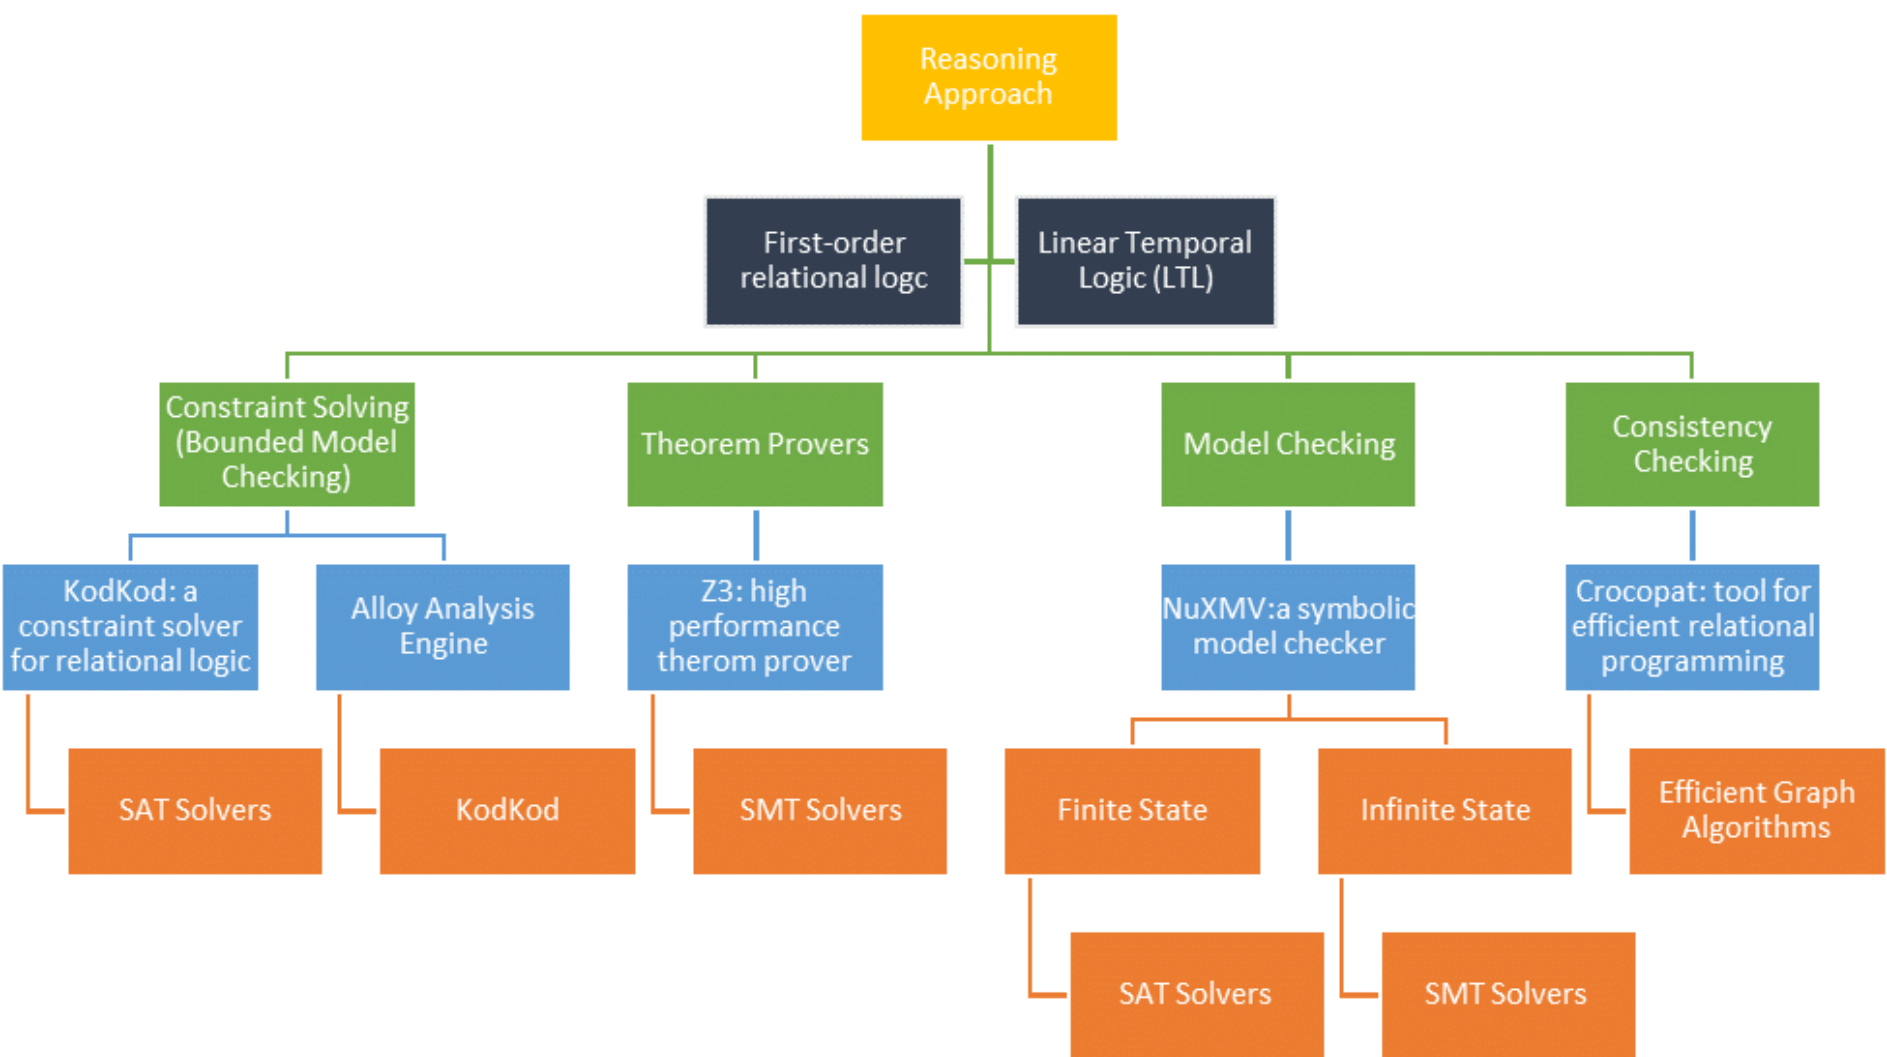 Reasoning
Approach
First-order
relational logc
Linear Temporal
Logic (LTL)
Constraint Solving
(Bounded Model
Checking)
Theorem Provers
Model Checking
Consistency
Checking
KodKod: a
constraint solver
for relational logic
Alloy Analysis
Engine
Z3: high
performance
therom prover
NuXMV:a symbolic
model checker
Crocopat: tool for
efficient relational
programming
SAT Solvers
KodKod
SMT Solvers
Finite State
Infinite State
Efficient Graph
Algorithms
SAT Solvers
SMT Solvers